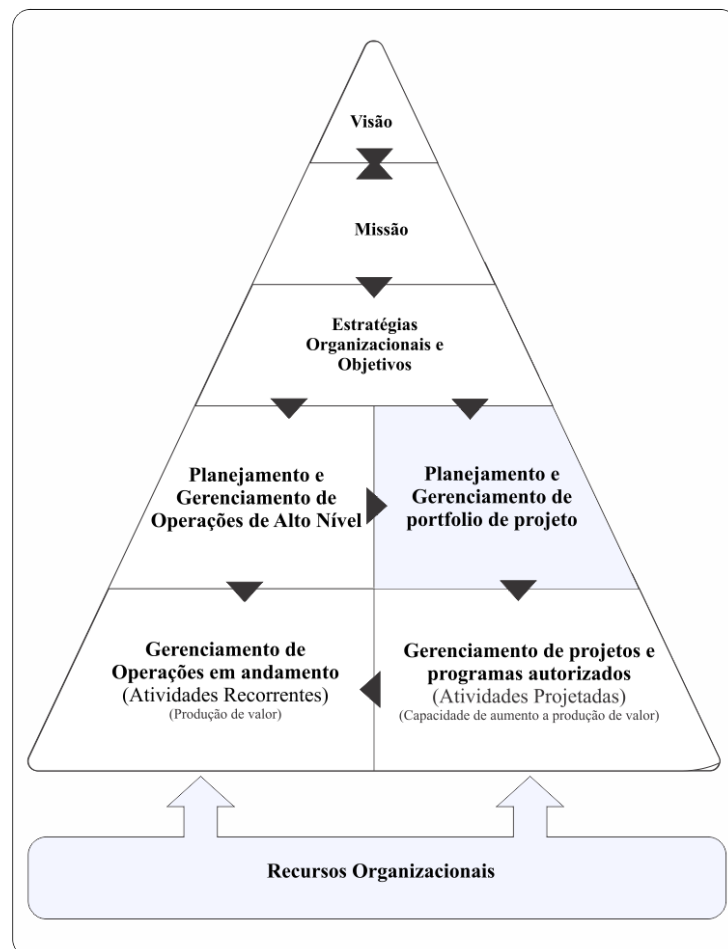 Visão
Missão
Estratégias
Organizacionais e
Objetivos
Planejamento e
Gerenciamento de
Operações de Alto Nível
Planejamento e
Gerenciamento de
portfolio de projeto
Gerenciamento de
Operações em andamento
(Atividades Recorrentes)
(Produção de valor)
Gerenciamento de projetos e
programas autorizados
(Atividades Projetadas)
(Capacidade de aumento a produção de valor)
Recursos Organizacionais